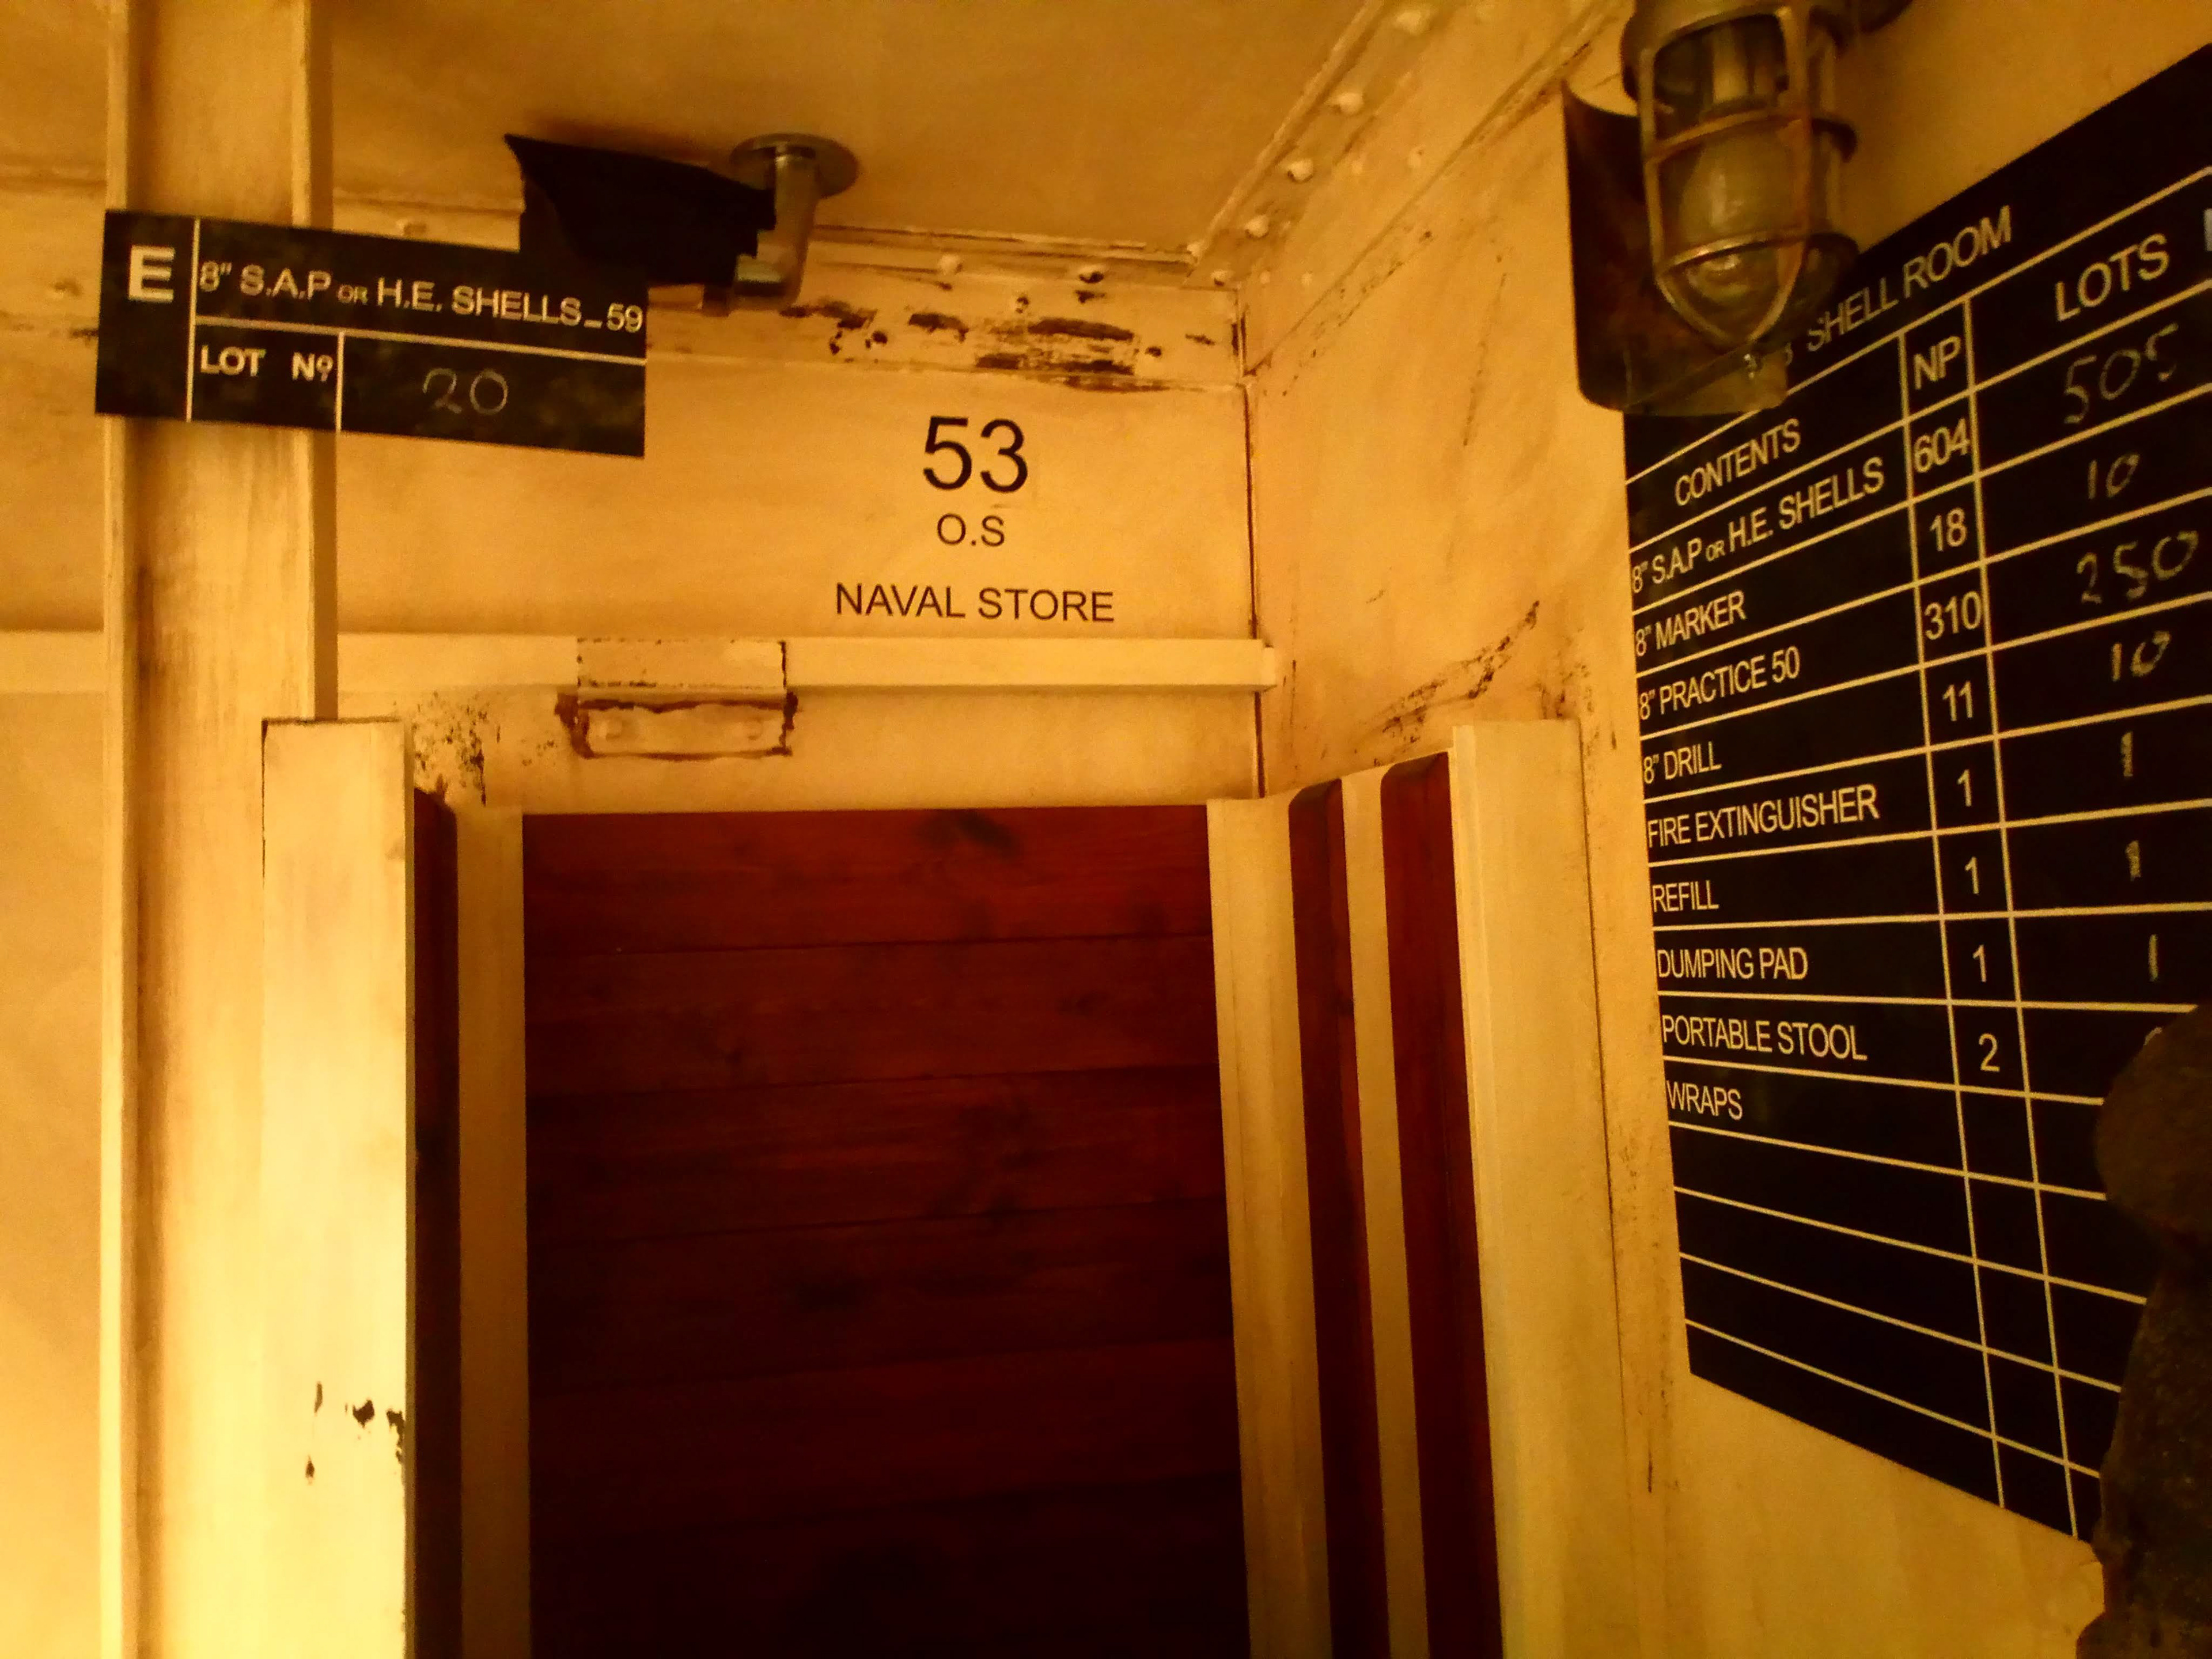 E
8" S.A.P OR H.E. SHELLS_59
LOT Nº 20
53
O.S
NAVAL STORE
SHELL ROOM
CONTENTS NP LOTS
8" S.A.P OR H.E. SHELLS 604 505
8" MARKER 18 10
8" PRACTICE 50 310 250
8" DRILL 11 10
FIRE EXTINGUISHER 1 1
REFILL 1 1
DUMPING PAD 1 1
PORTABLE STOOL 2
WRAPS